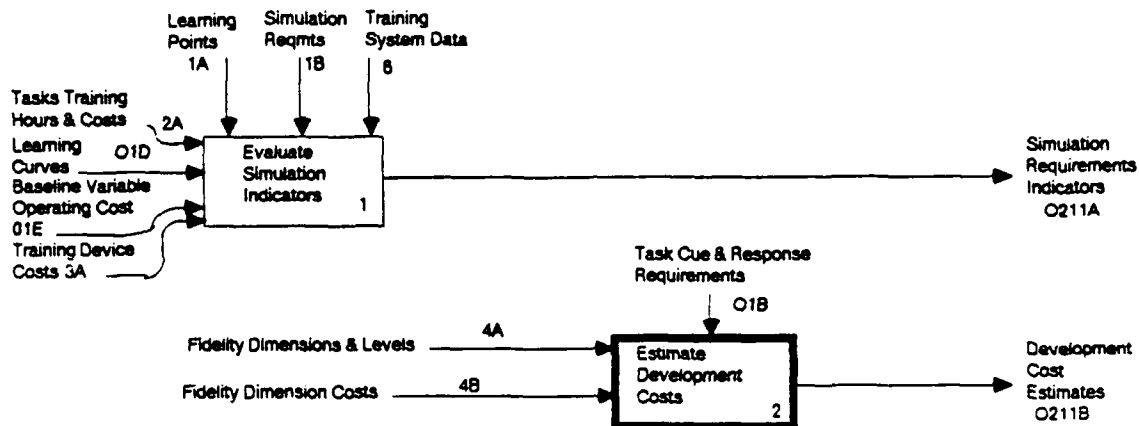 Learning
Points
1A
Simulation
Reqmts
1B
Training
System Data
6
Tasks Training
Hours & Costs
2A
Learning
Curves
O1D
Baseline Variable
Operating Cost
01E
Training Device
Costs 3A
Evaluate
Simulation
Indicators
1
Simulation
Requirements
Indicators
O211A
Task Cue & Response
Requirements
O1B
Fidelity Dimensions & Levels
4A
Fidelity Dimension Costs
4B
Estimate
Development
Costs
2
Development
Cost
Estimates
O211B